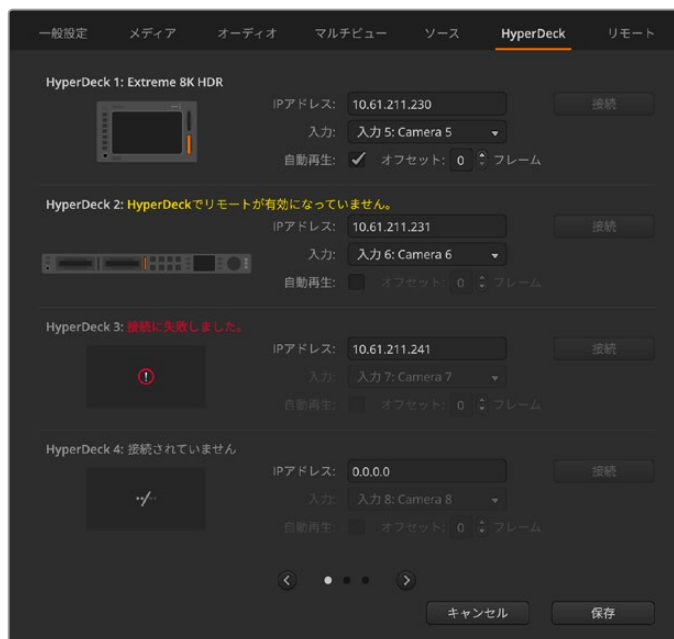 一般設定 メディア オーディオ マルチビュー ソース HyperDeck リモート
HyperDeck 1: Extreme 8K HDR
IPアドレス: 10.61.211.230 接続
入力: 入力 5: Camera 5
自動再生: オフセット: 0 フレーム
HyperDeck 2: HyperDeckでリモートが有効になっていません。
IPアドレス: 10.61.211.231 接続
入力: 入力 6: Camera 6
自動再生: オフセット: 0 フレーム
HyperDeck 3: 接続に失敗しました。
IPアドレス: 10.61.211.241 接続
入力: 入力 7: Camera 7
自動再生: オフセット: 0 フレーム
HyperDeck 4: 接続されていません
IPアドレス: 0.0.0.0 接続
入力: 入力 8: Camera 8
自動再生: オフセット: 0 フレーム
キャンセル 保存